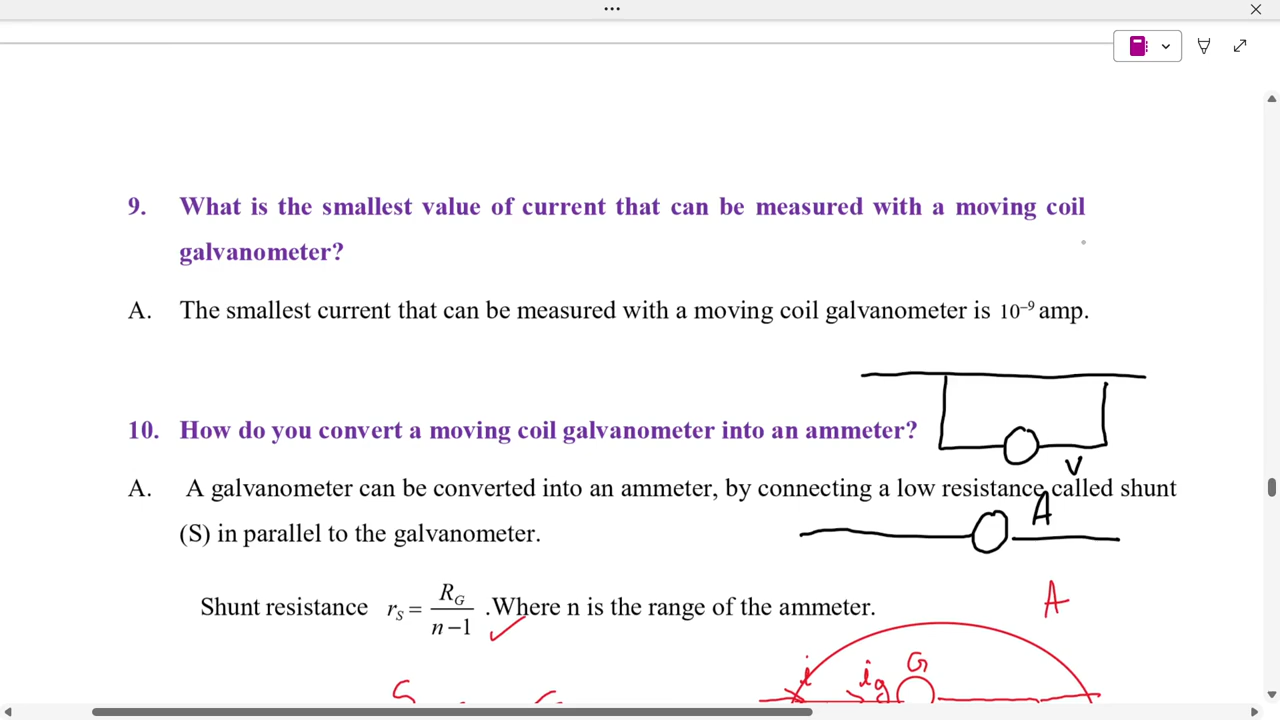 9. What is the smallest value of current that can be measured with a moving coil
galvanometer?
A. The smallest current that can be measured with a moving coil galvanometer is 10⁻⁹ amp.
10. How do you convert a moving coil galvanometer into an ammeter?
V
A. A galvanometer can be converted into an ammeter, by connecting a low resistance called shunt
A
(S) in parallel to the galvanometer.
Shunt resistance r_S = R_G / (n−1) .Where n is the range of the ammeter.
A
i i_g G